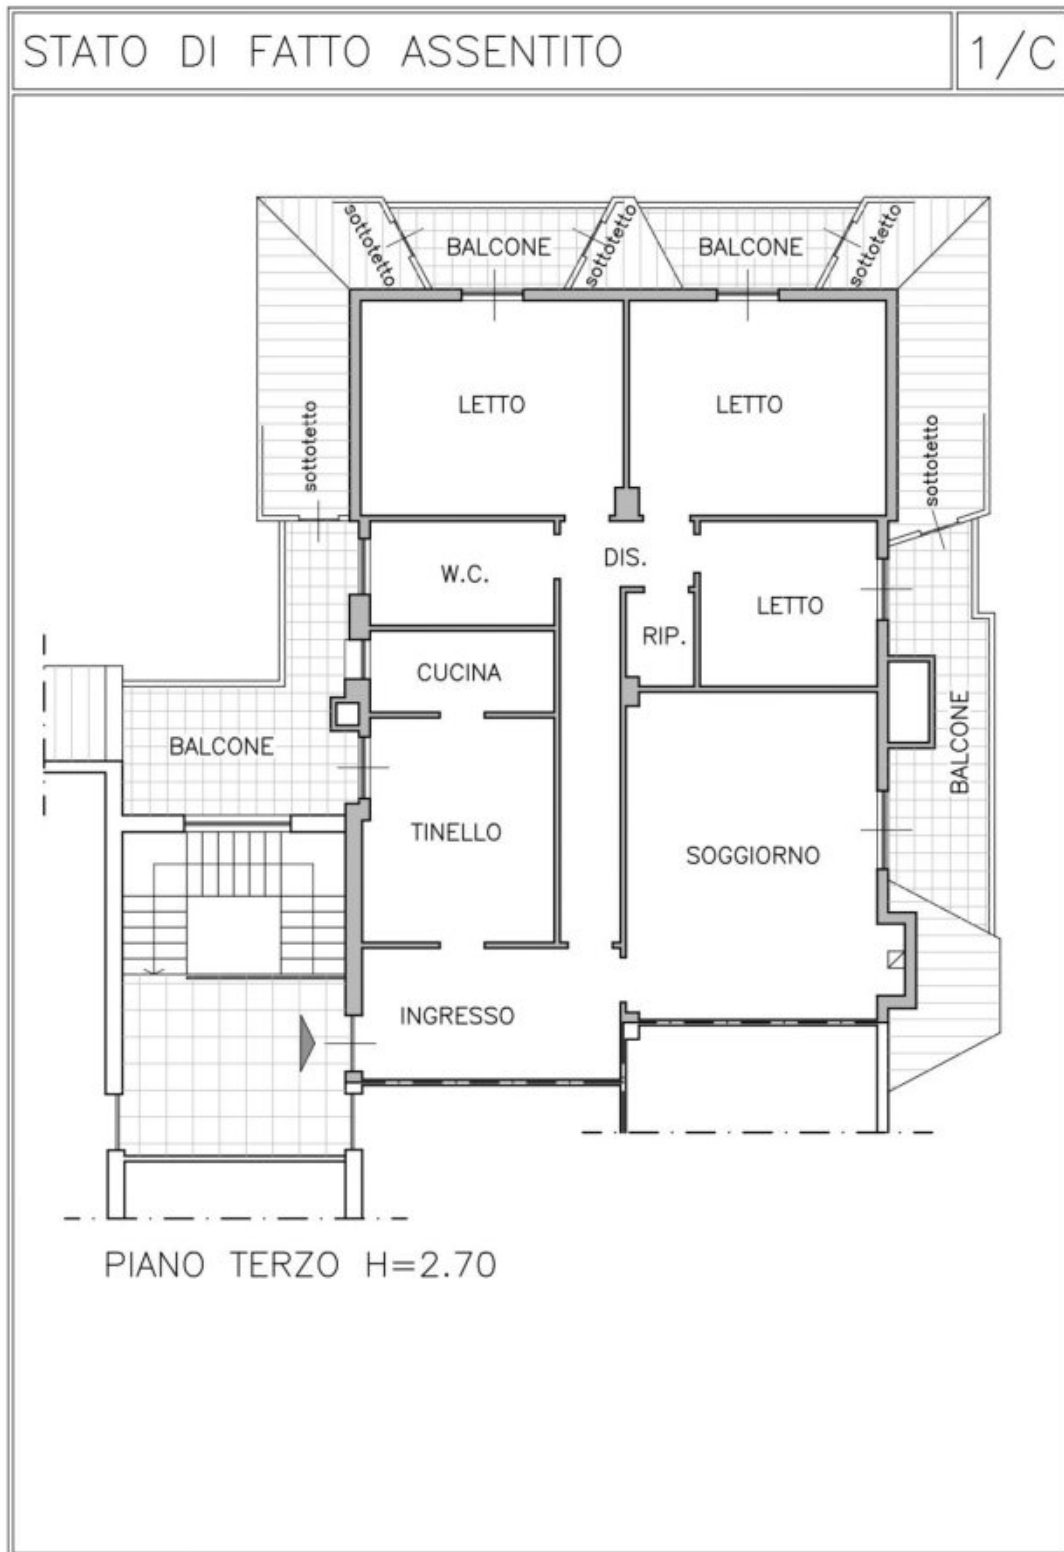 STATO DI FATTO ASSENTITO
1/C
sottotetto
BALCONE
sottotetto
BALCONE
sottotetto
LETTO
LETTO
sottotetto
sottotetto
W.C.
DIS.
LETTO
RIP.
CUCINA
BALCONE
BALCONE
TINELLO
SOGGIORNO
INGRESSO
PIANO TERZO H=2.70